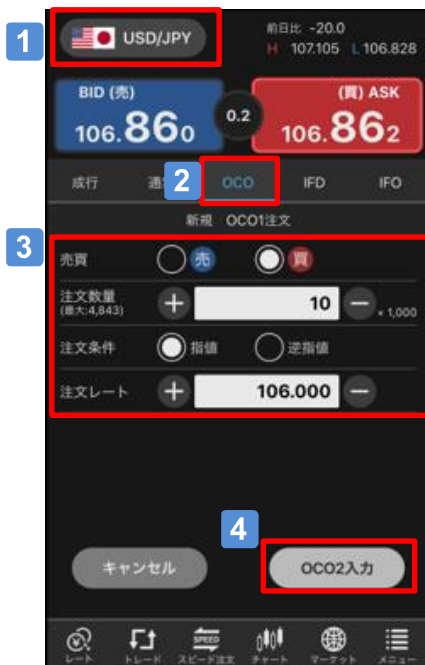 1
USD/JPY
前日比 -20.0
H 107.105 L 106.828
BID (売)
(買) ASK
106.860
0.2
106.862
成行 通 2 OCO IFD IFO
新規 OCO1注文
3
売買 売 買
注文数量
(最大:4,843)
+ 10 − × 1,000
注文条件 指値 逆指値
注文レート + 106.000 −
4
キャンセル OCO2入力
SPEED
レート トレード スピード注文 チャート マーケット メニュー